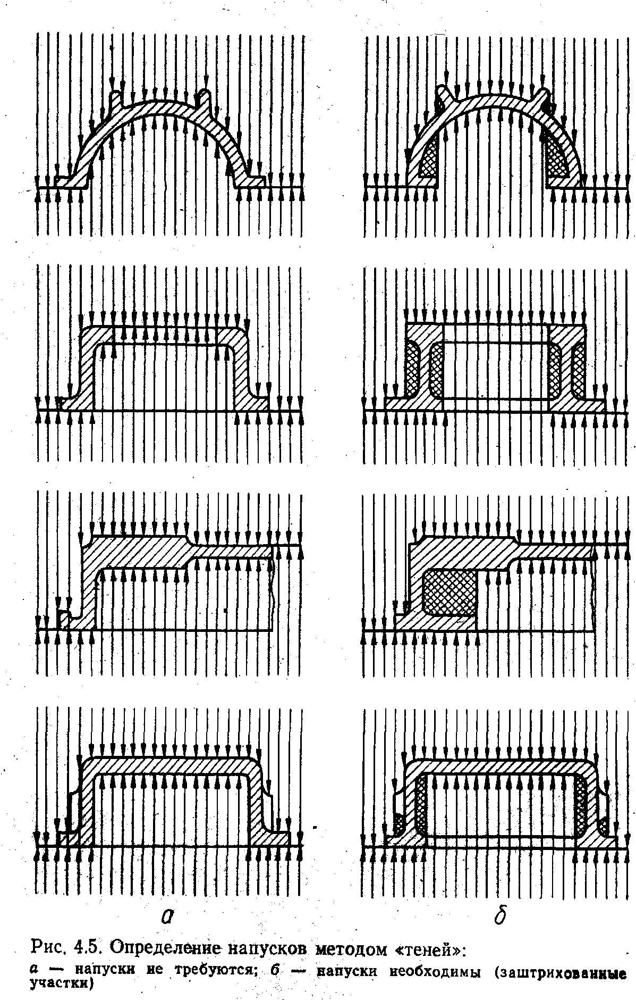 а
б
Рис. 4.5. Определение напусков методом «теней»:
а — напуски не требуются; б — напуски необходимы (заштрихованные
участки)